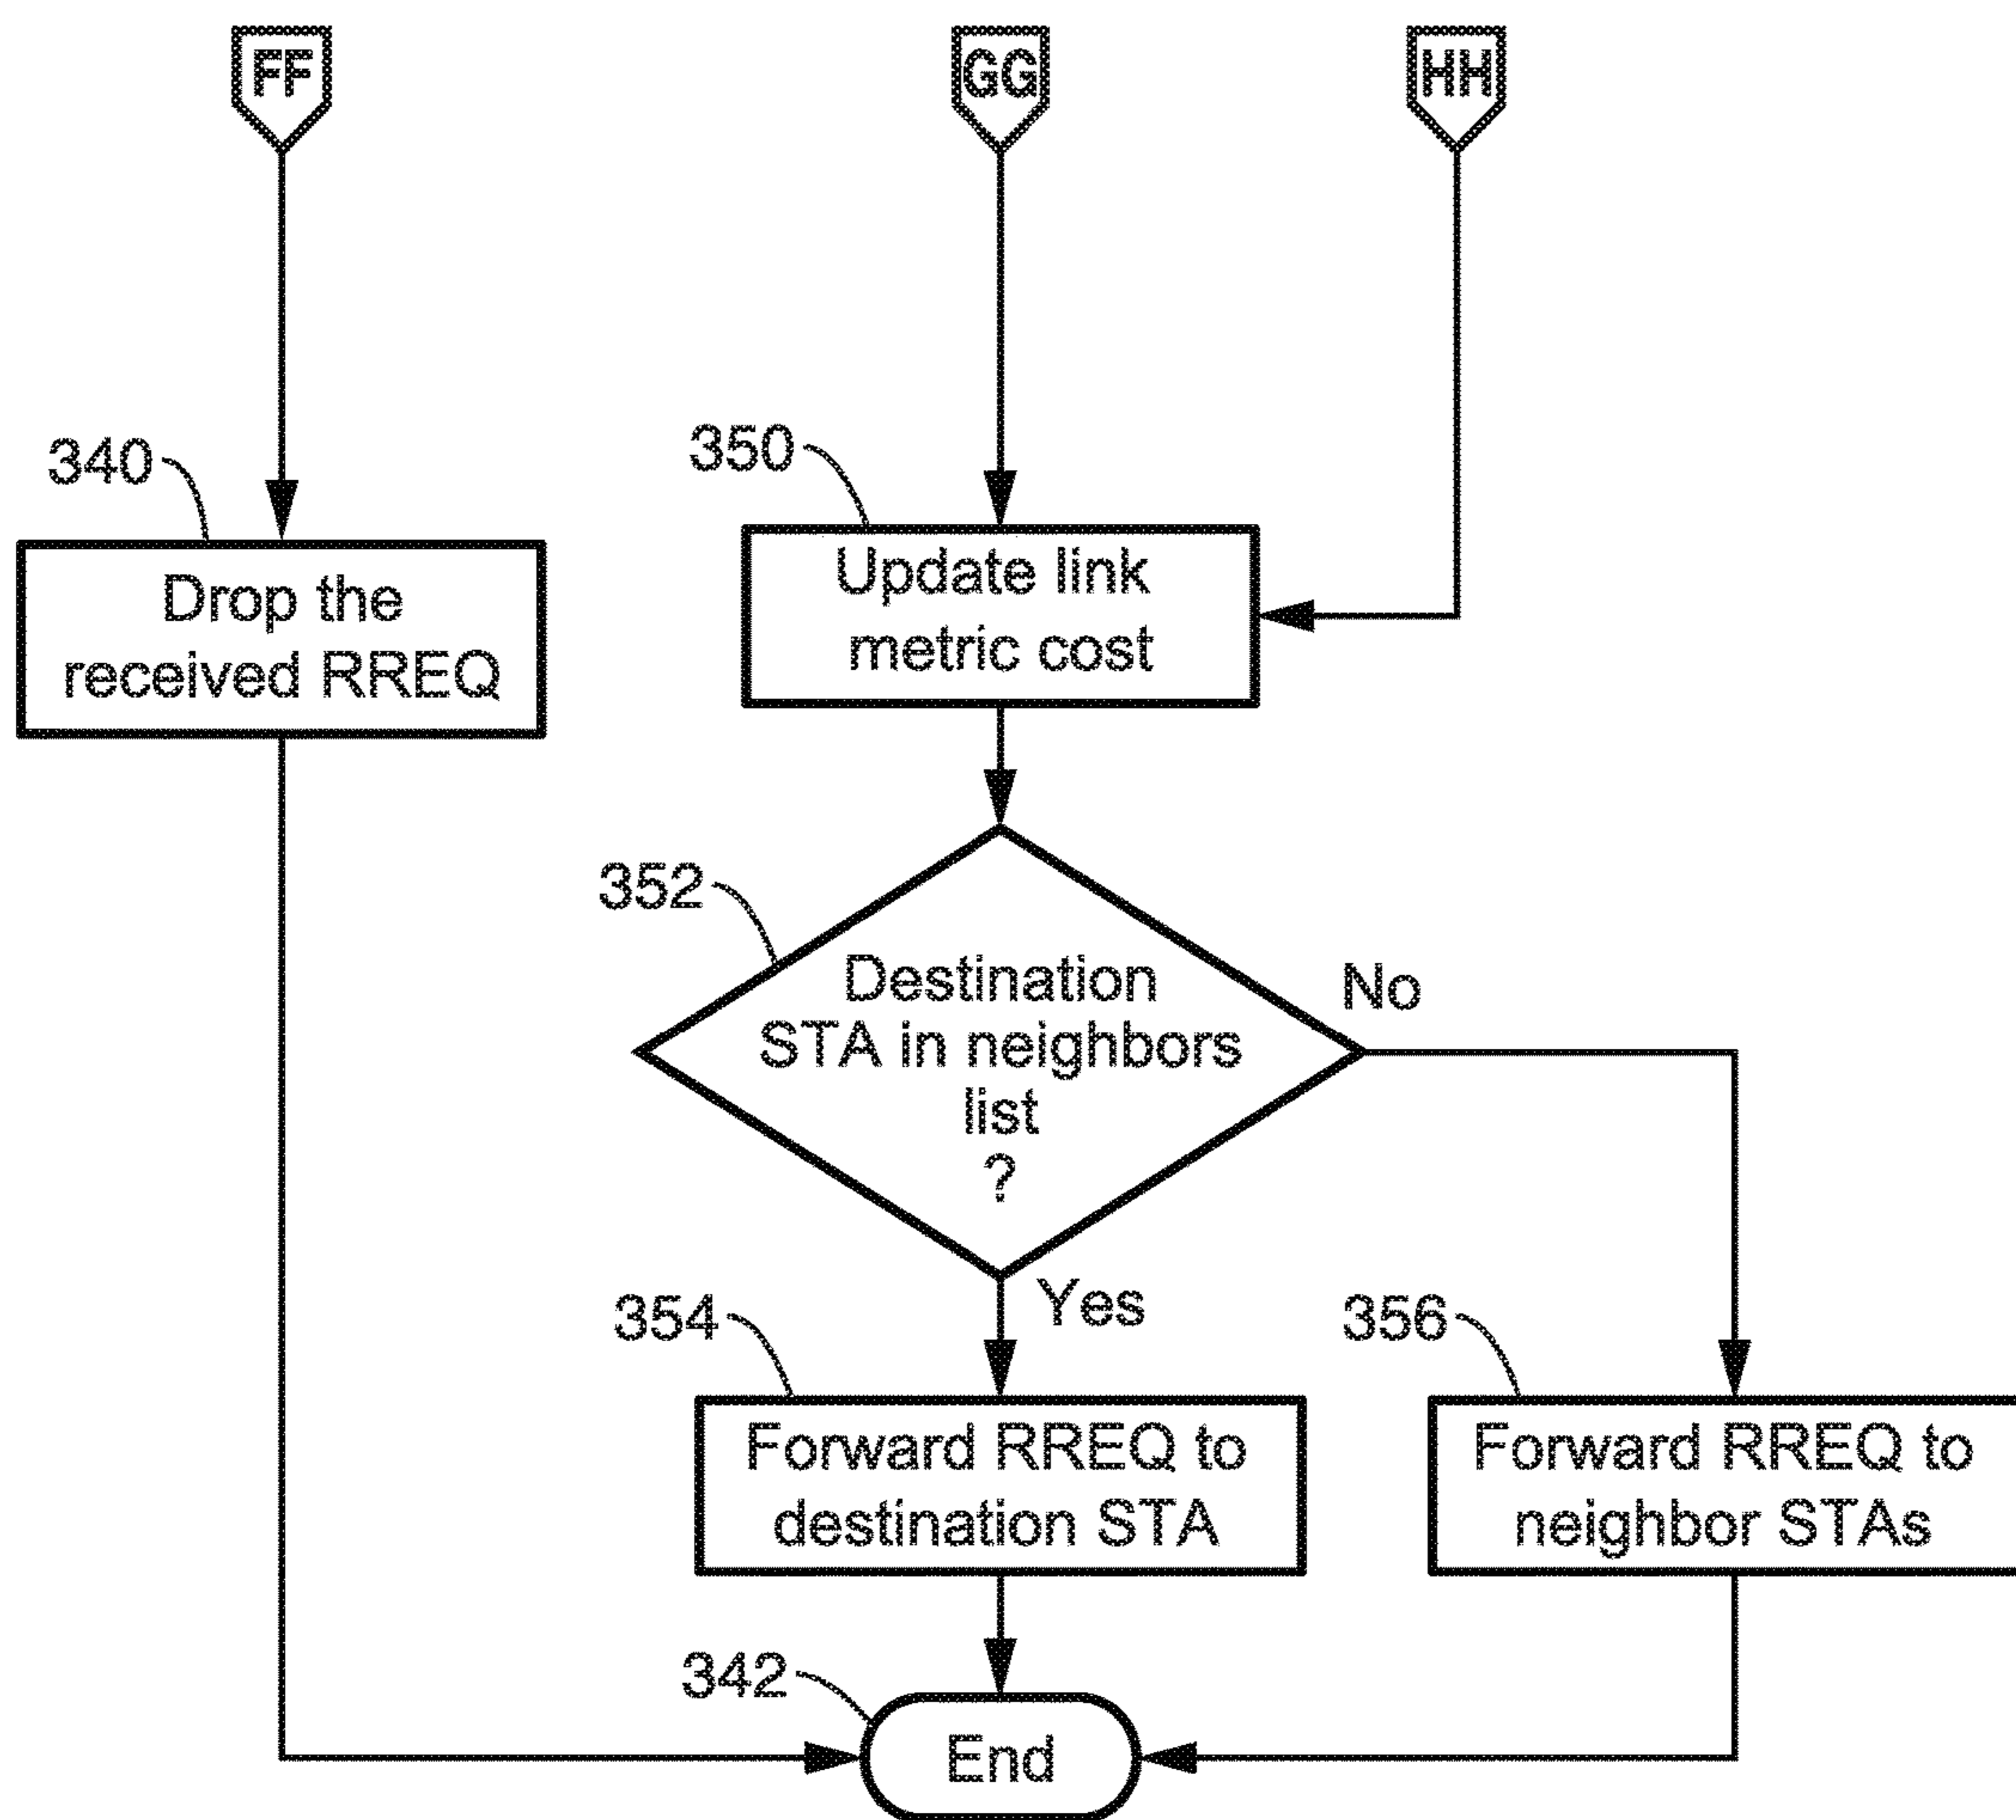 FF
GG
HH
340
350
Drop the
received RREQ
Update link
metric cost
352
Destination
STA in neighbors
list
?
No
Yes
354
356
Forward RREQ to
destination STA
Forward RREQ to
neighbor STAs
342
End